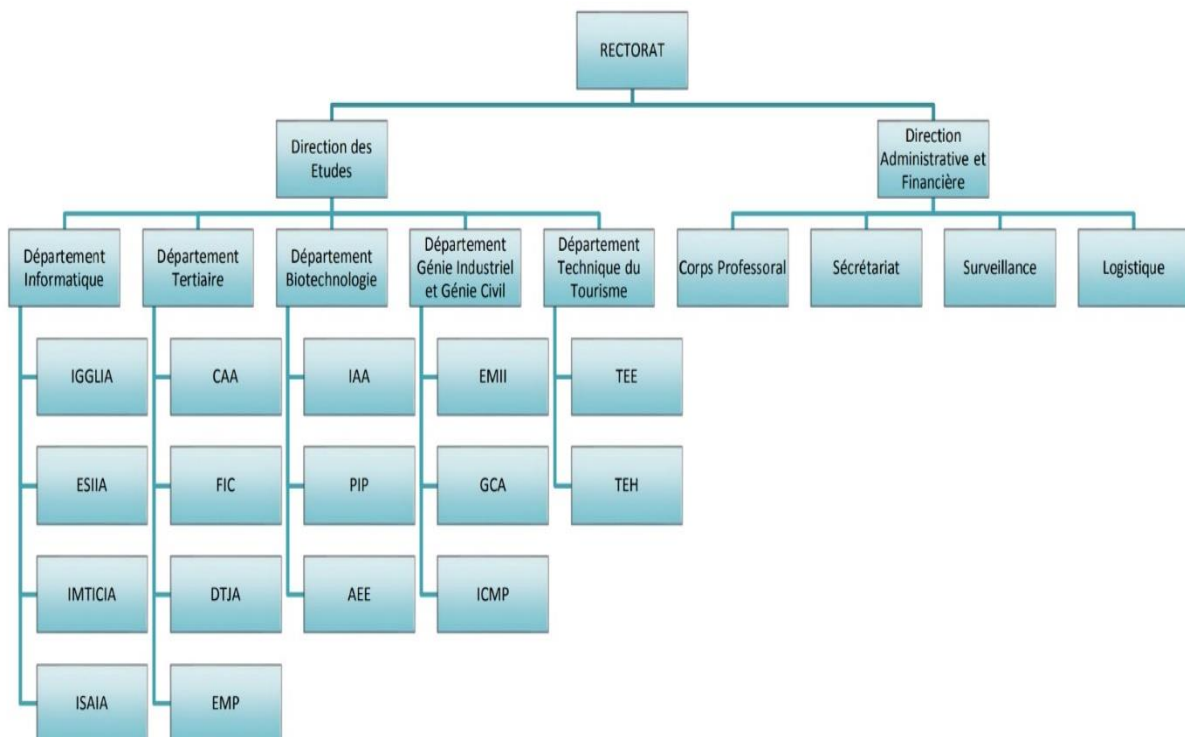 RECTORAT
Direction des
Etudes
Direction
Administrative et
Financière
Département
Informatique
Département
Tertiaire
Département
Biotechnologie
Département
Génie Industriel
et Génie Civil
Département
Technique du
Tourisme
Corps Professoral
Sécrétariat
Surveillance
Logistique
IGGLIA
CAA
IAA
EMII
TEE
ESIIA
FIC
PIP
GCA
TEH
IMTICIA
DTJA
AEE
ICMP
ISAIA
EMP